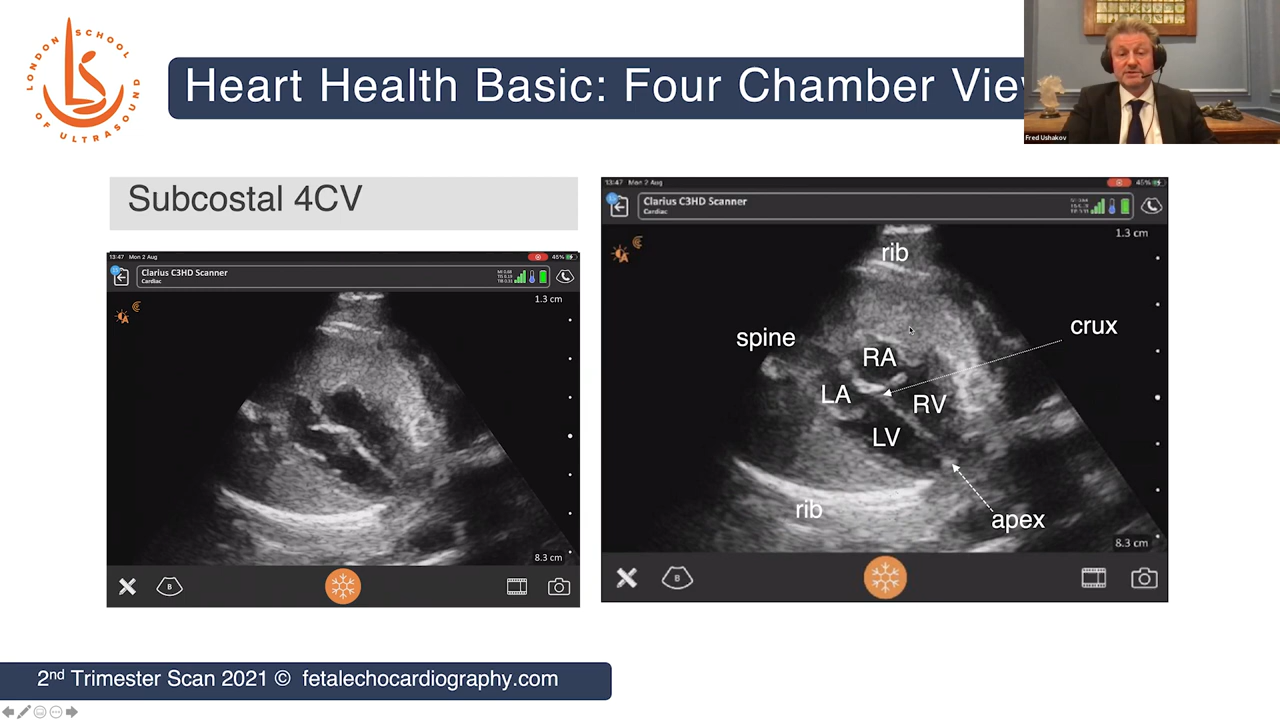 LONDON SCHOOL
OF ULTRASOUND
Heart Health Basic: Four Chamber Vie
Fred Ushakov
Subcostal 4CV
13:47 Mon 2 Aug
45%
Clarius C3HD Scanner
Cardiac
1.3 cm
8.3 cm
B
13:47 Mon 2 Aug
45%
Clarius C3HD Scanner
Cardiac
1.3 cm
rib
spine
crux
RA
LA
RV
LV
rib
apex
8.3 cm
B
2nd Trimester Scan 2021 © fetalechocardiography.com